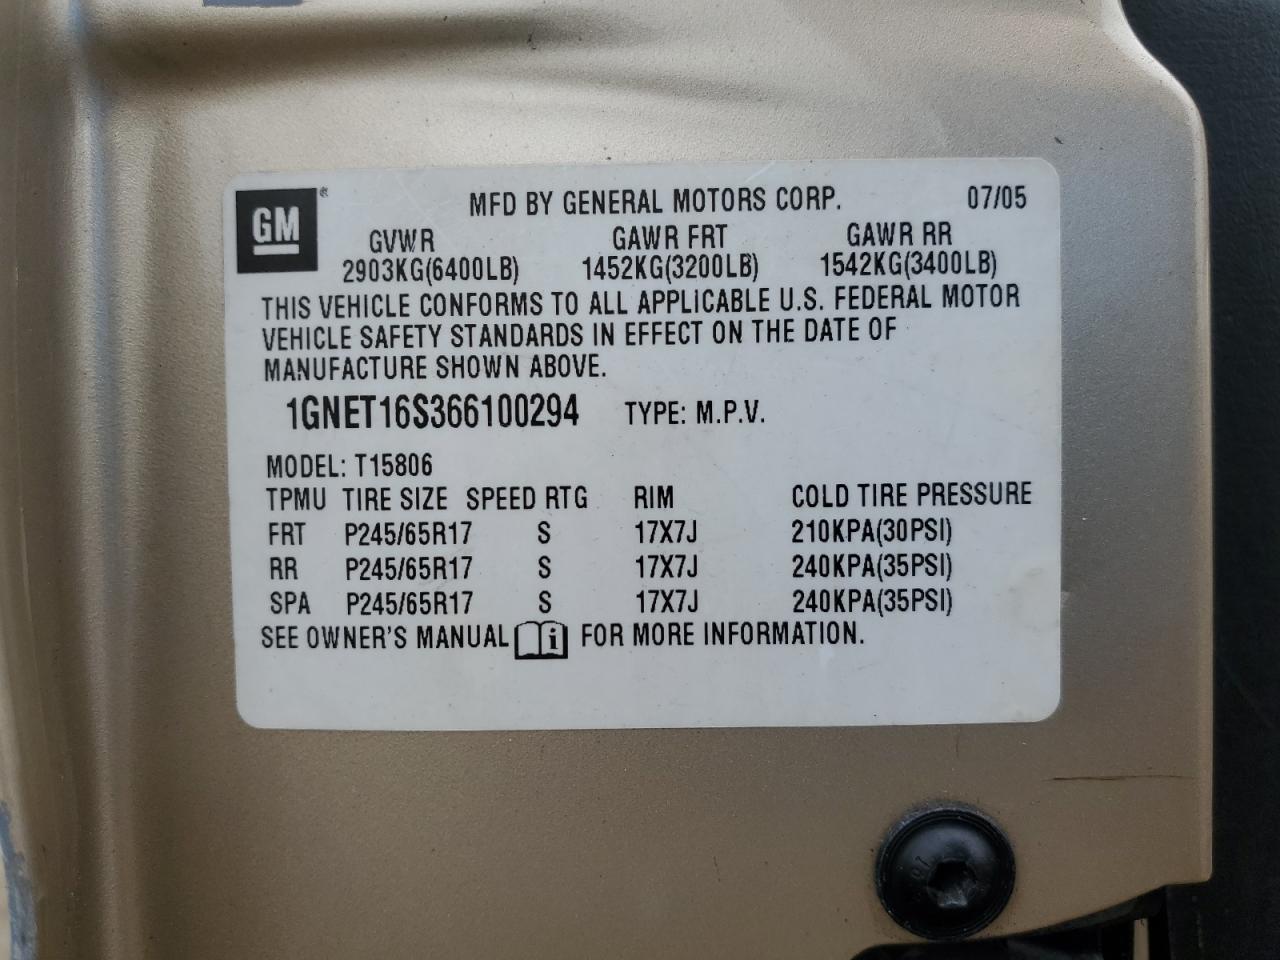 GM ®
MFD BY GENERAL MOTORS CORP. 07/05
GVWR GAWR FRT GAWR RR
2903KG(6400LB) 1452KG(3200LB) 1542KG(3400LB)
THIS VEHICLE CONFORMS TO ALL APPLICABLE U.S. FEDERAL MOTOR
VEHICLE SAFETY STANDARDS IN EFFECT ON THE DATE OF
MANUFACTURE SHOWN ABOVE.
1GNET16S366100294 TYPE: M.P.V.
MODEL: T15806
TPMU TIRE SIZE SPEED RTG RIM COLD TIRE PRESSURE
FRT P245/65R17 S 17X7J 210KPA(30PSI)
RR P245/65R17 S 17X7J 240KPA(35PSI)
SPA P245/65R17 S 17X7J 240KPA(35PSI)
SEE OWNER'S MANUAL i FOR MORE INFORMATION.